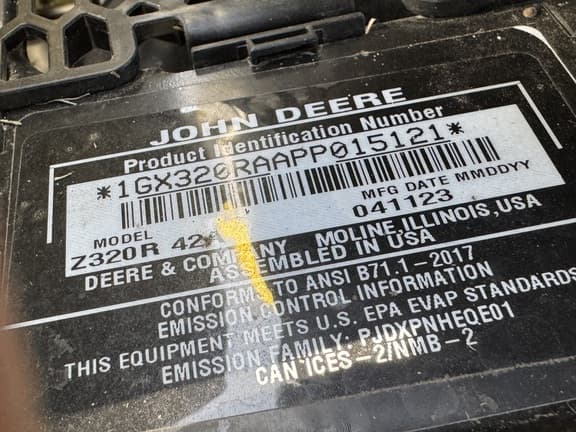 JOHN DEERE
Product Identification Number
*1GX320RAAPP015121*
MODEL
MFG DATE MMDDYY
Z320R 42A
041123
DEERE & COMPANY MOLINE,ILLINOIS,USA
ASSEMBLED IN USA
CONFORMS TO ANSI B71.1-2017
EMISSION CONTROL INFORMATION
THIS EQUIPMENT MEETS U.S. EPA EVAP STANDARDS
EMISSION FAMILY: PJDXPNHEQE01
CAN ICES-2/NMB-2